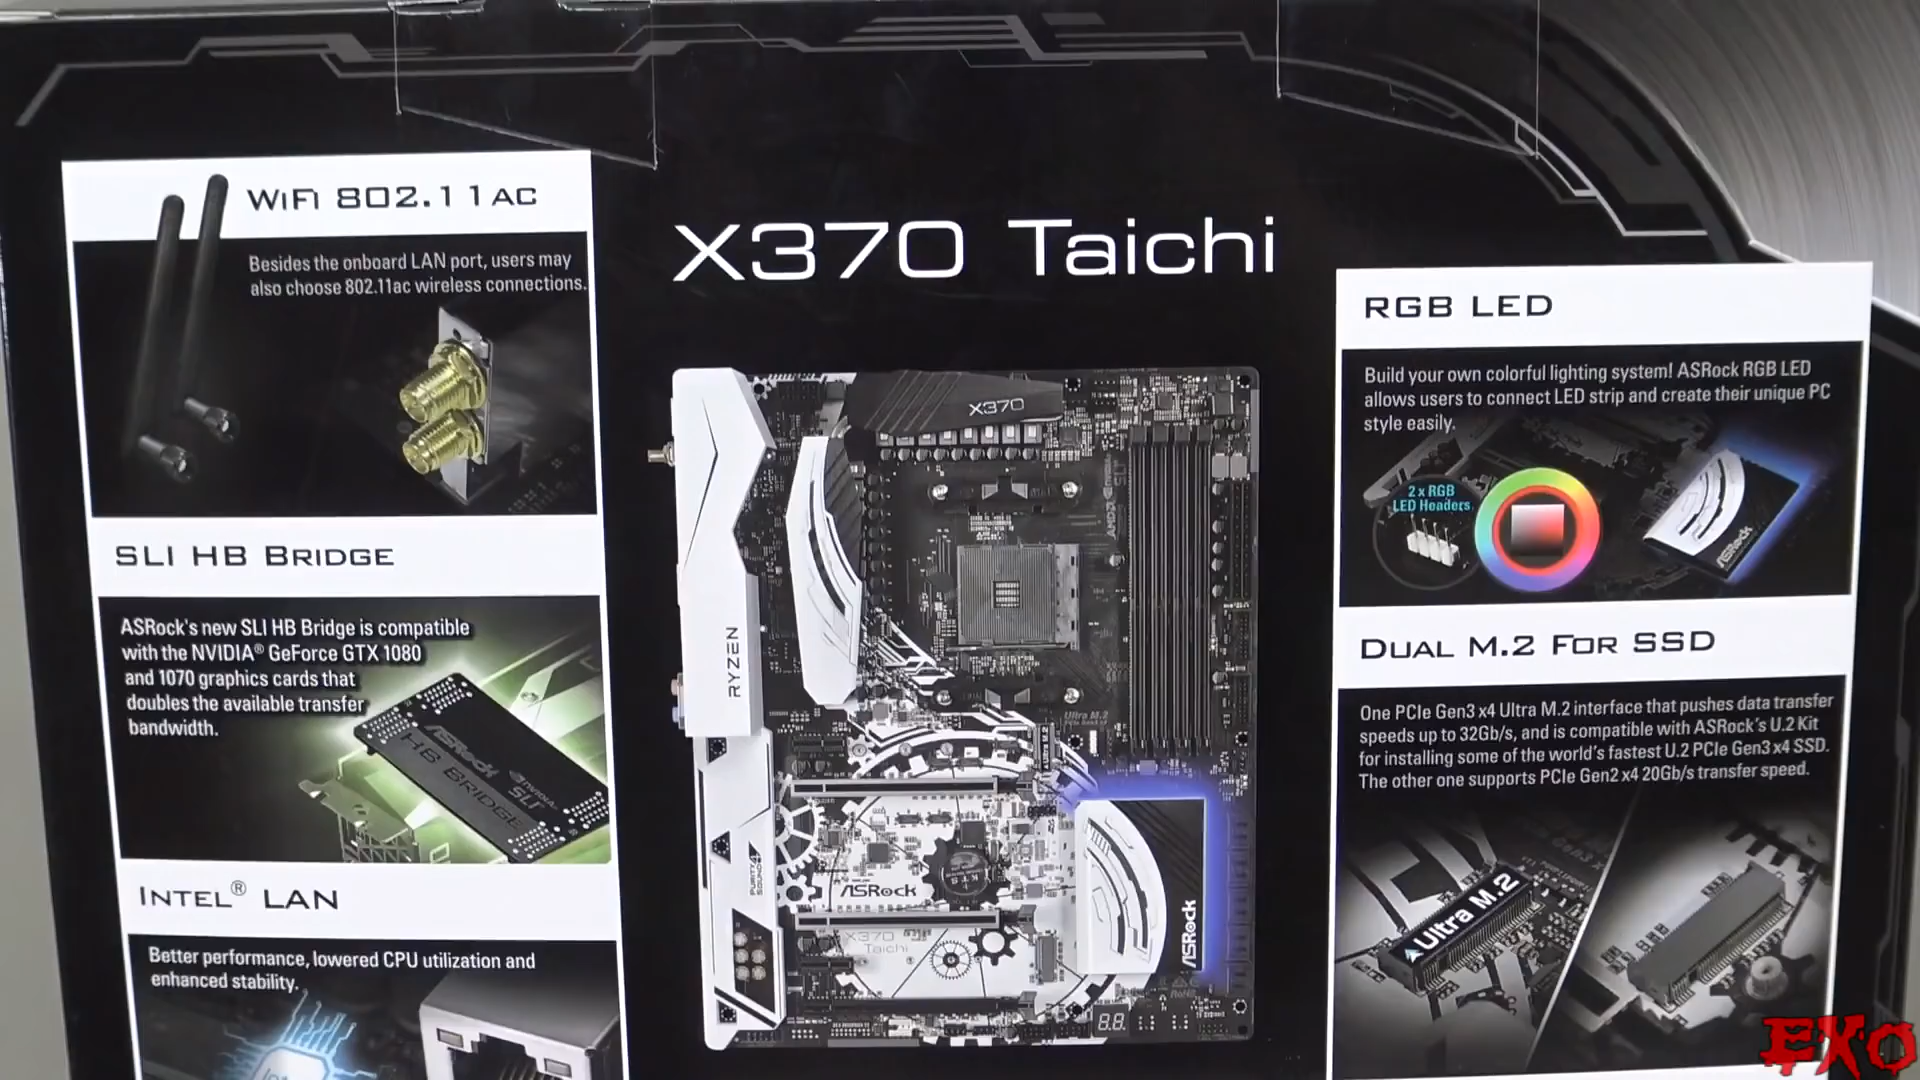 WiFi 802.11ac
Besides the onboard LAN port, users may
also choose 802.11ac wireless connections.
SLI HB Bridge
ASRock's new SLI HB Bridge is compatible
with the NVIDIA® GeForce GTX 1080
and 1070 graphics cards that
doubles the available transfer
bandwidth.
ASRock
HB BRIDGE
NVIDIA.
SLI
Intel® LAN
Better performance, lowered CPU utilization and
enhanced stability.
X370 Taichi
X370
RYZEN
Ultra M.2
PURITY
SOUND 4
ASRock
X370
Taichi
ASRock
8.8.
RGB LED
Build your own colorful lighting system! ASRock RGB LED
allows users to connect LED strip and create their unique PC
style easily.
2 x RGB
LED Headers
ASRock
Dual M.2 For SSD
One PCIe Gen3 x4 Ultra M.2 interface that pushes data transfer
speeds up to 32Gb/s, and is compatible with ASRock's U.2 Kit
for installing some of the world's fastest U.2 PCIe Gen3 x4 SSD.
The other one supports PCIe Gen2 x4 20Gb/s transfer speed.
Ultra M.2
EXO